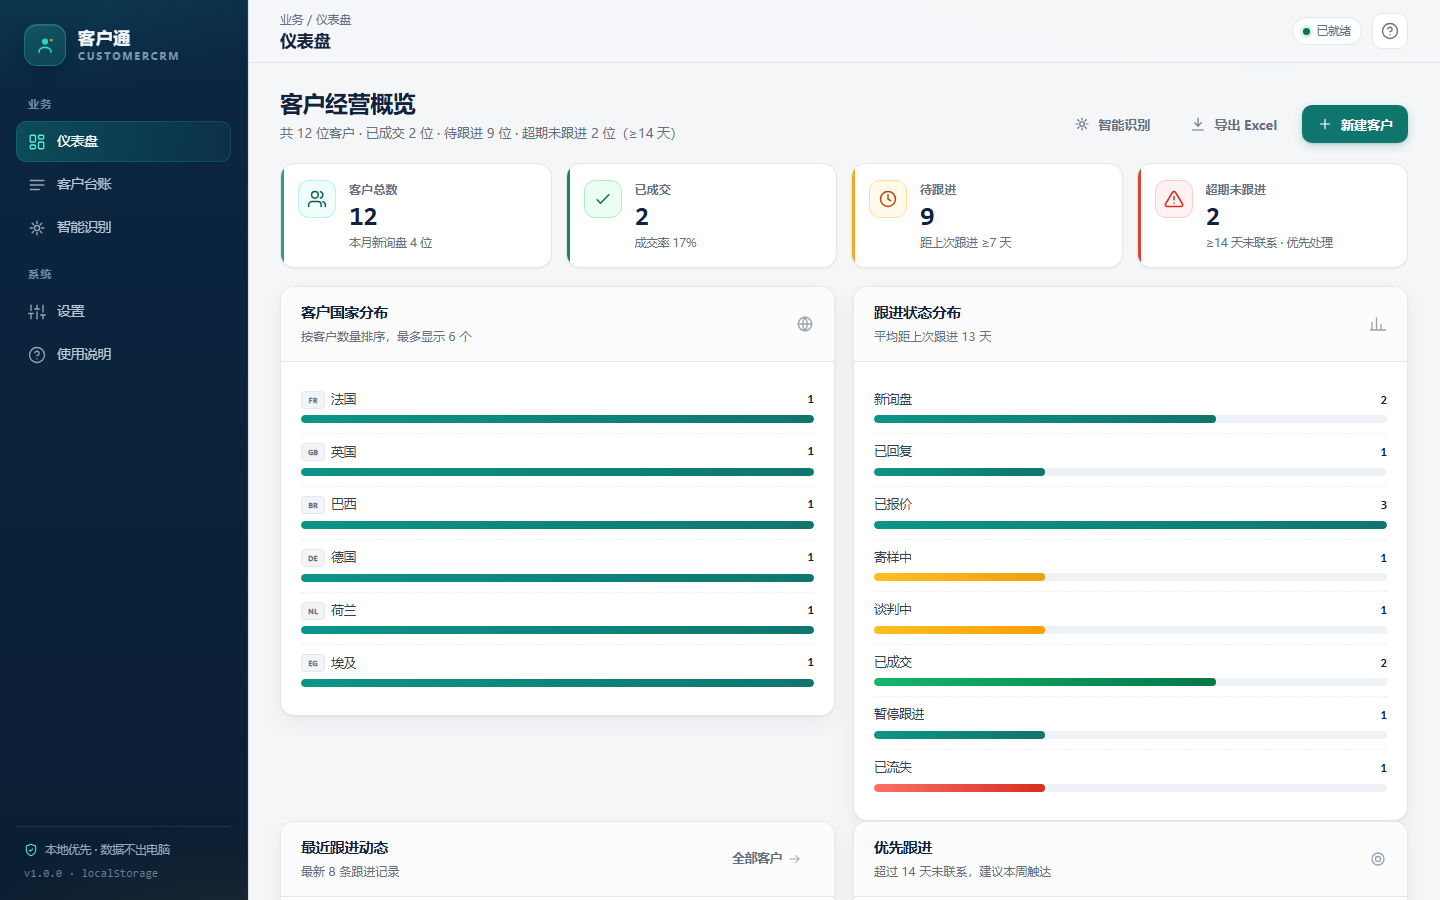 客户通
CUSTOMERCRM
业务
仪表盘
客户台账
智能识别
系统
设置
使用说明
本地优先 · 数据不出电脑
v1.0.0 · localStorage
业务 / 仪表盘
仪表盘
已就绪
客户经营概览
共 12 位客户 · 已成交 2 位 · 待跟进 9 位 · 超期未跟进 2 位（≥14 天）
智能识别
导出 Excel
新建客户
客户总数
12
本月新询盘 4 位
已成交
2
成交率 17%
待跟进
9
距上次跟进 ≥7 天
超期未跟进
2
≥14 天未联系 · 优先处理
客户国家分布
按客户数量排序，最多显示 6 个
FR 法国 1
GB 英国 1
BR 巴西 1
DE 德国 1
NL 荷兰 1
EG 埃及 1
跟进状态分布
平均距上次跟进 13 天
新询盘 2
已回复 1
已报价 3
寄样中 1
谈判中 1
已成交 2
暂停跟进 1
已流失 1
最近跟进动态
最新 8 条跟进记录
全部客户 →
优先跟进
超过 14 天未联系，建议本周触达